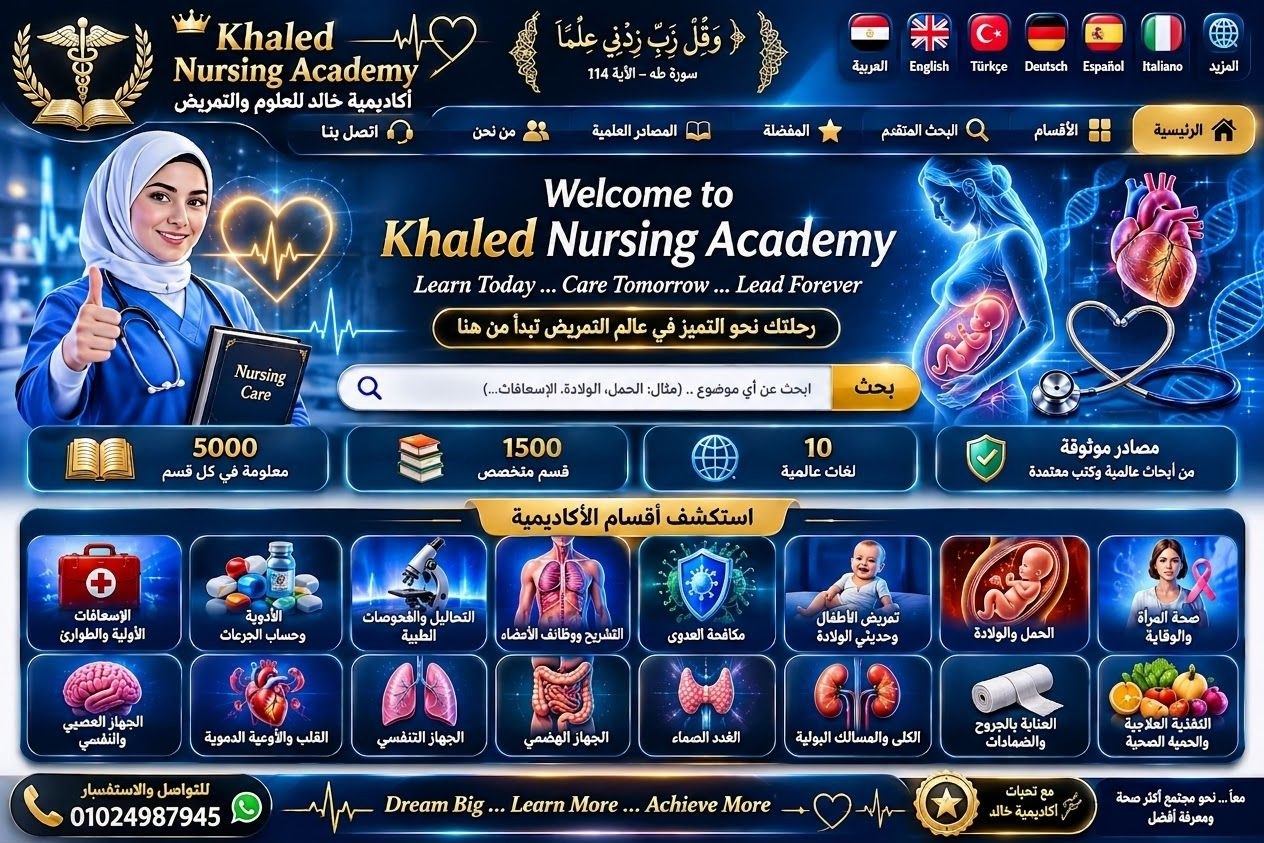 Khaled
Nursing Academy
أكاديمية خالد للعلوم والتمريض
﴿ وَقُلْ رَبِّ زِدْنِي عِلْمًا ﴾
سورة طه – الأية 114
العربية
English
Türkçe
Deutsch
Español
Italiano
المزيد
الرئيسية
الأقسام
البحث المتقدم
المفضلة
المصادر العلمية
من نحن
اتصل بنا
Welcome to
Khaled Nursing Academy
Learn Today ... Care Tomorrow ... Lead Forever
رحلتك نحو التميز في عالم التمريض تبدأ من هنا
ابحث عن أي موضوع .. (مثال: الحمل، الولادة. الإسعافات...)
بحث
Nursing
Care
مصادر موثوقة
من أبحاث عالمية وكتب معتمدة
10
لغات عالمية
1500
قسم متخصص
5000
معلومة في كل قسم
استكشف أقسام الأكاديمية
صحة المرأة
والوقاية
الحمل والولادة
تمريض الأطفال
وحديثي الولادة
مكافحة العدوى
التشريح ووظائف الأعضاء
التحاليل والفحوصات
الطبية
الأدوية
وحساب الجرعات
الإسعافات
الأولية والطوارئ
التغذية العلاجية
والحمية الصحية
العناية بالجروح
والضمادات
الكلى والمسالك البولية
الغدد الصماء
الجهاز الهضمي
الجهاز التنفسي
القلب والأوعية الدموية
الجهاز العصبي
والنفسي
معاً ... نحو مجتمع أكثر صحة
ومعرفة أفضل
مع تحيات
أكاديمية خالد
Dream Big ... Learn More ... Achieve More
للتواصل والاستفسار
01024987945